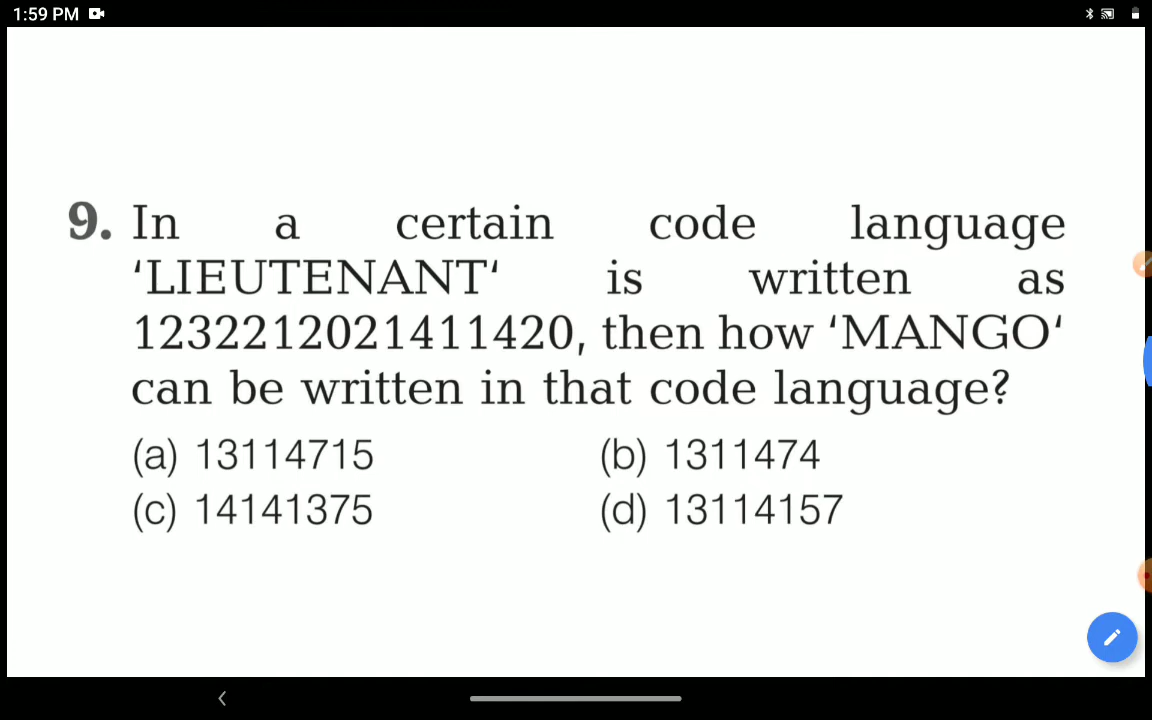 1:59 PM
9. In a certain code language
‘LIEUTENANT‘ is written as
1232212021411420, then how ‘MANGO‘
can be written in that code language?
(a) 13114715 (b) 1311474
(c) 14141375 (d) 13114157